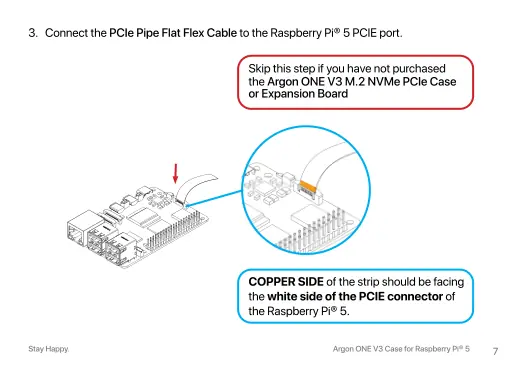 3. Connect the PCIe Pipe Flat Flex Cable to the Raspberry Pi® 5 PCIE port.
Skip this step if you have not purchased
the Argon ONE V3 M.2 NVMe PCIe Case
or Expansion Board
COPPER SIDE of the strip should be facing
the white side of the PCIE connector of
the Raspberry Pi® 5.
Stay Happy.
Argon ONE V3 Case for Raspberry Pi® 5
7